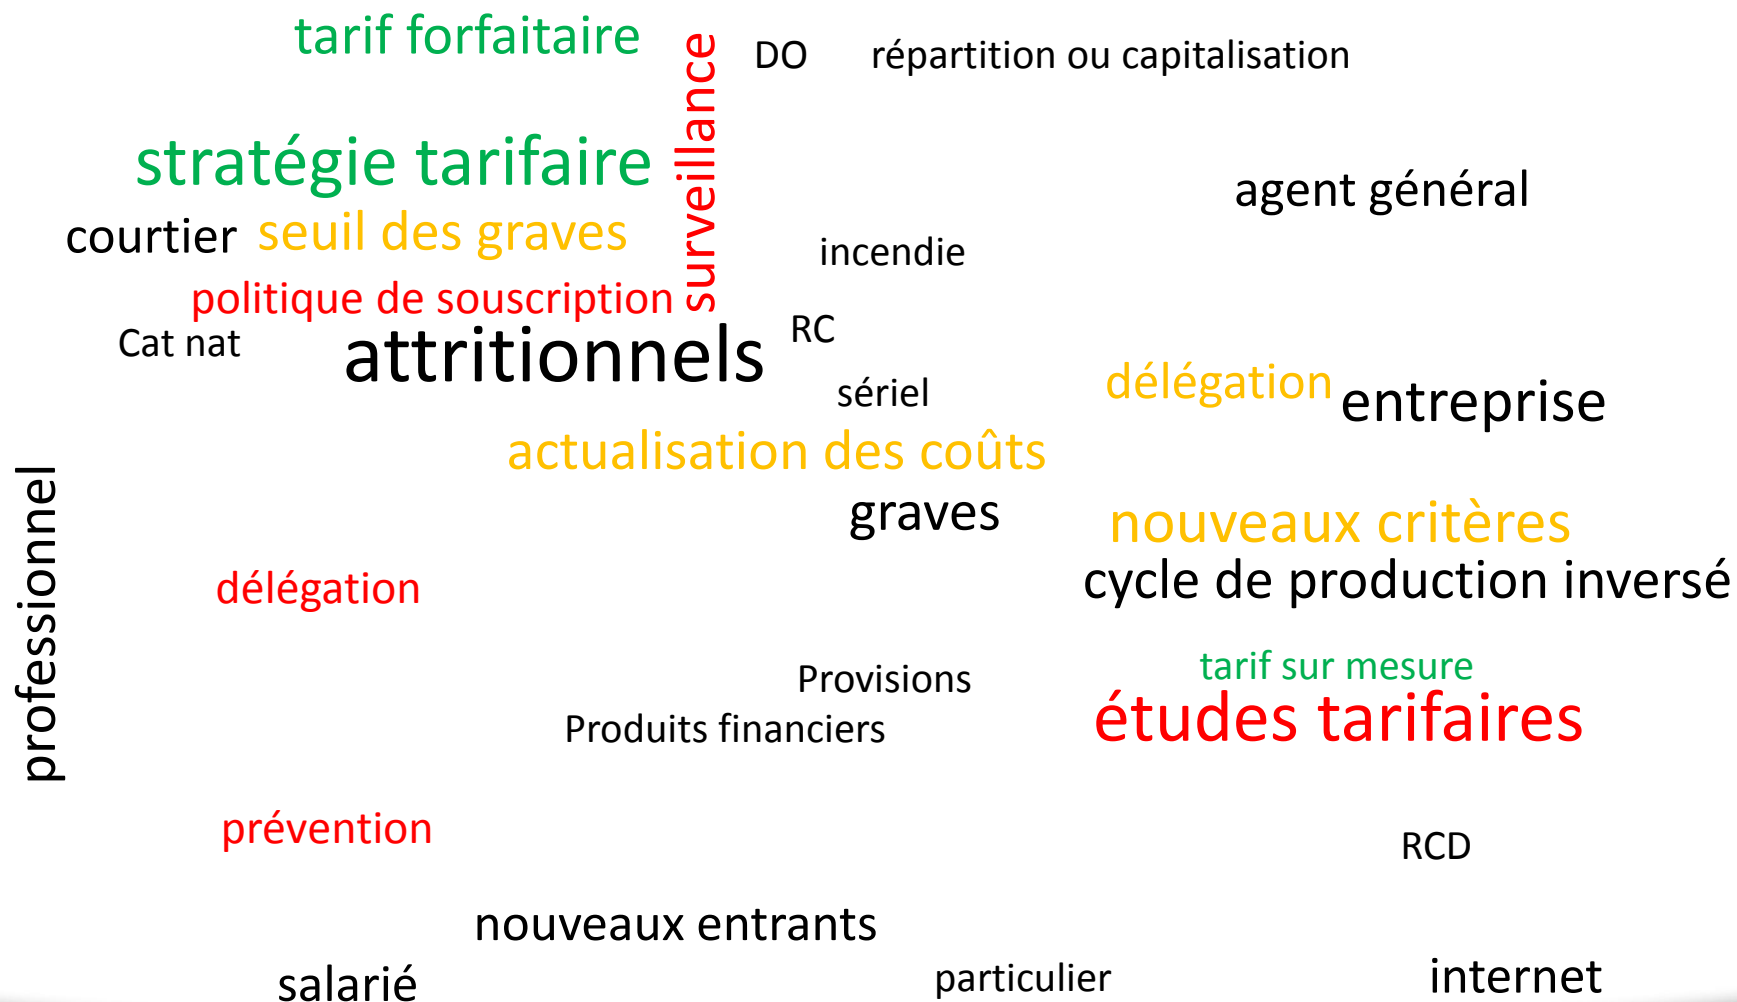 tarif forfaitaire
surveillance
DO
répartition ou capitalisation
stratégie tarifaire
agent général
courtier
seuil des graves
incendie
politique de souscription
Cat nat
attritionnels
RC
sériel
délégation
entreprise
actualisation des coûts
professionnel
graves
nouveaux critères
cycle de production inversé
délégation
Provisions
tarif sur mesure
Produits financiers
études tarifaires
prévention
RCD
nouveaux entrants
salarié
particulier
internet